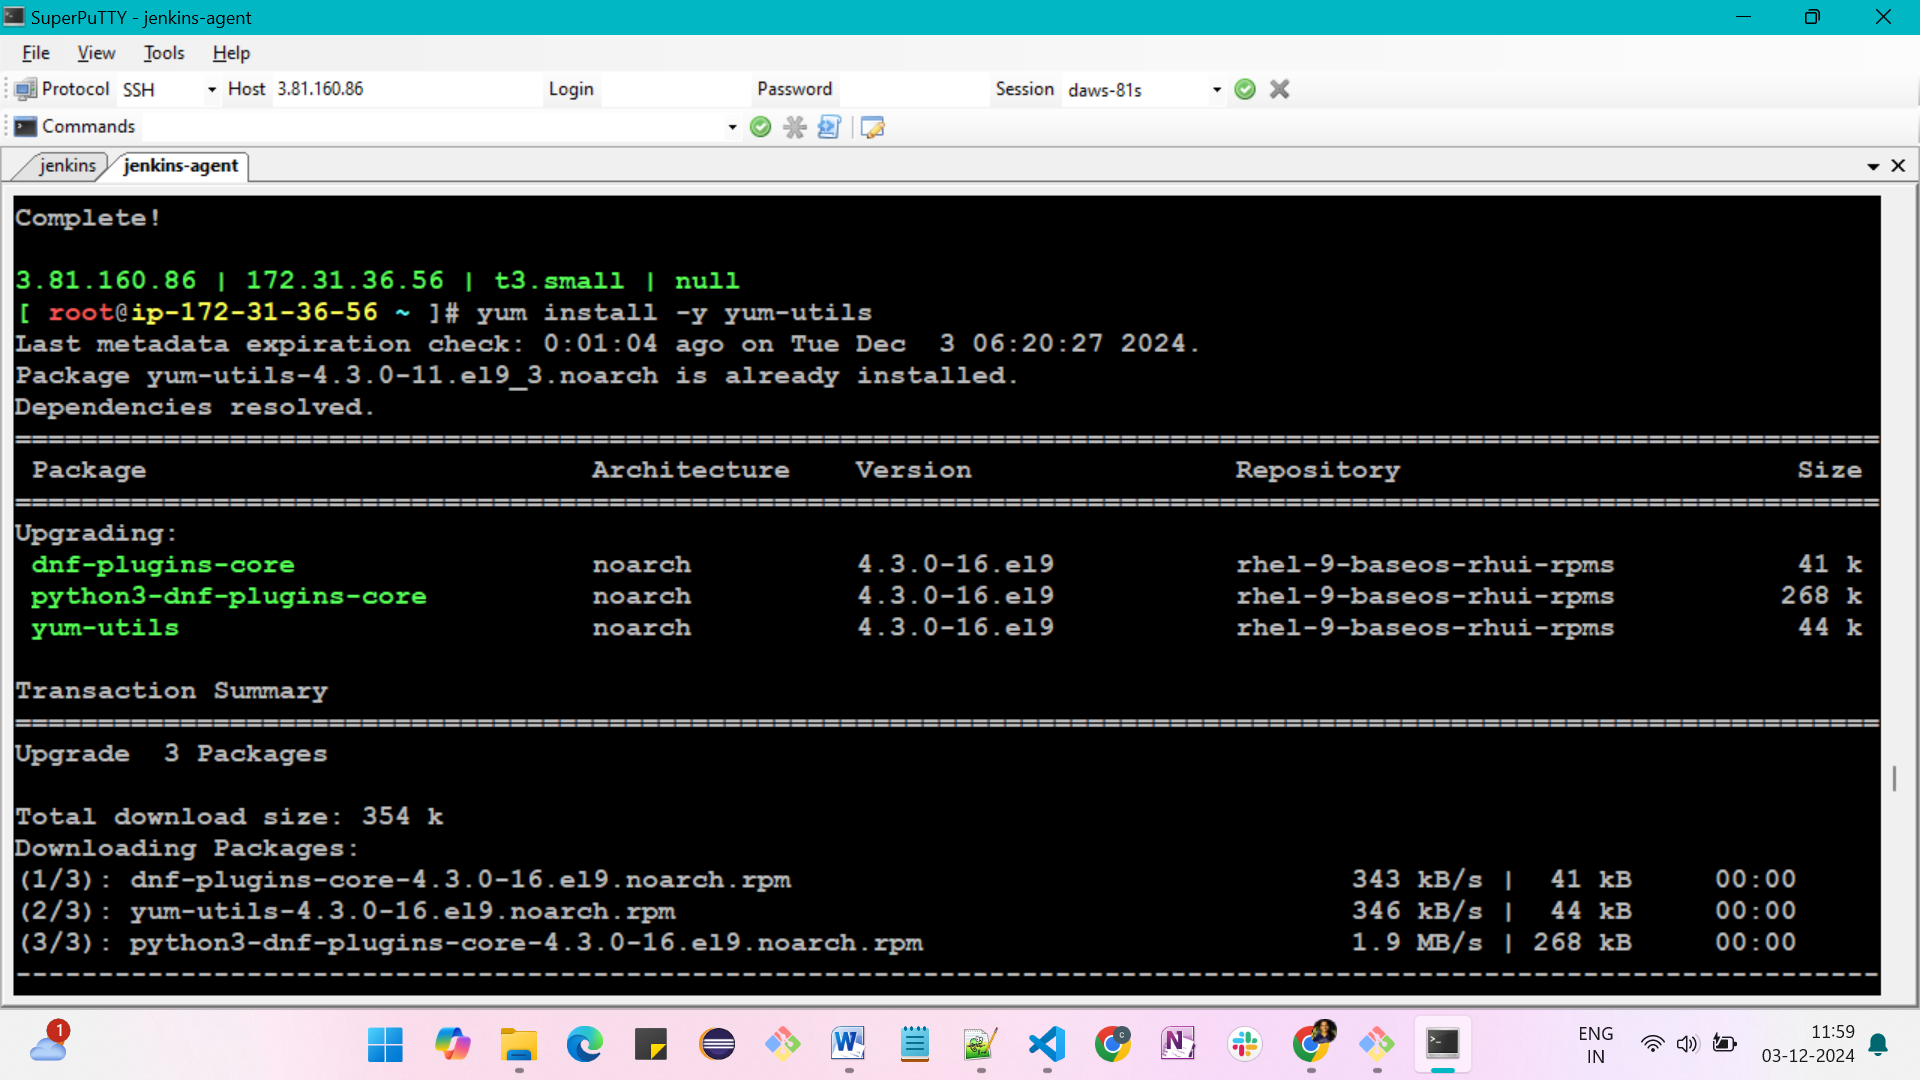 SuperPuTTY - jenkins-agent
File View Tools Help
Protocol SSH Host 3.81.160.86 Login Password Session daws-81s
Commands
jenkins jenkins-agent
Complete!
3.81.160.86 | 172.31.36.56 | t3.small | null
[ root@ip-172-31-36-56 ~ ]# yum install -y yum-utils
Last metadata expiration check: 0:01:04 ago on Tue Dec  3 06:20:27 2024.
Package yum-utils-4.3.0-11.el9_3.noarch is already installed.
Dependencies resolved.
Package Architecture Version Repository Size
Upgrading:
dnf-plugins-core noarch 4.3.0-16.el9 rhel-9-baseos-rhui-rpms 41 k
python3-dnf-plugins-core noarch 4.3.0-16.el9 rhel-9-baseos-rhui-rpms 268 k
yum-utils noarch 4.3.0-16.el9 rhel-9-baseos-rhui-rpms 44 k
Transaction Summary
Upgrade  3 Packages
Total download size: 354 k
Downloading Packages:
(1/3): dnf-plugins-core-4.3.0-16.el9.noarch.rpm 343 kB/s | 41 kB 00:00
(2/3): yum-utils-4.3.0-16.el9.noarch.rpm 346 kB/s | 44 kB 00:00
(3/3): python3-dnf-plugins-core-4.3.0-16.el9.noarch.rpm 1.9 MB/s | 268 kB 00:00
1
ENG 11:59
IN 03-12-2024